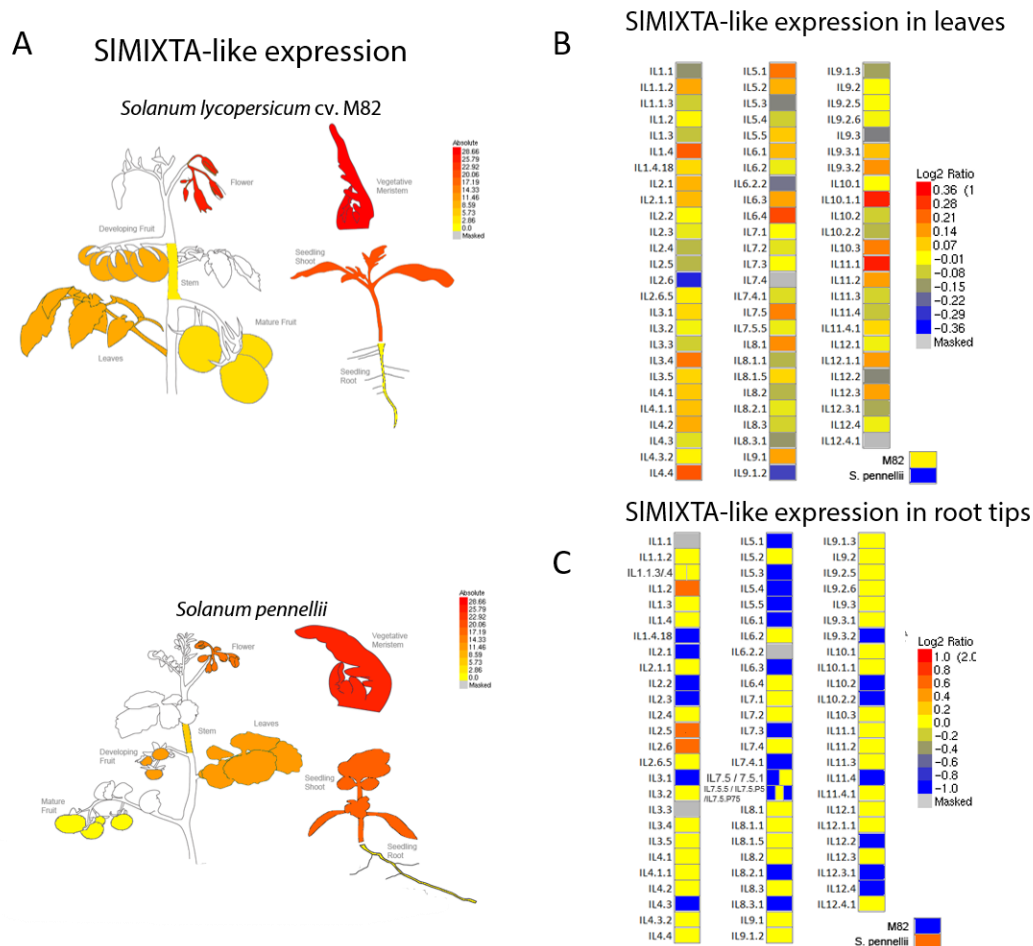 A
SlMIXTA-like expression
Solanum lycopersicum cv. M82
Flower
Developing Fruit
Stem
Leaves
Mature Fruit
Vegetative
Meristem
Seedling
Shoot
Seedling
Root
Absolute
28.66
25.79
22.92
20.06
17.19
14.33
11.46
8.59
5.73
2.86
0.0
Masked
Solanum pennellii
Flower
Stem
Leaves
Developing
Fruit
Mature
Fruit
Vegetative
Meristem
Seedling
Shoot
Seedling
Root
Absolute
28.66
25.79
22.92
20.06
17.19
14.33
11.46
8.59
5.73
2.86
0.0
Masked
B
SlMIXTA-like expression in leaves
IL1.1
IL1.1.2
IL1.1.3
IL1.2
IL1.3
IL1.4
IL1.4.18
IL2.1
IL2.1.1
IL2.2
IL2.3
IL2.4
IL2.5
IL2.6
IL2.6.5
IL3.1
IL3.2
IL3.3
IL3.4
IL3.5
IL4.1
IL4.1.1
IL4.2
IL4.3
IL4.3.2
IL4.4
IL5.1
IL5.2
IL5.3
IL5.4
IL5.5
IL6.1
IL6.2
IL6.2.2
IL6.3
IL6.4
IL7.1
IL7.2
IL7.3
IL7.4
IL7.4.1
IL7.5
IL7.5.5
IL8.1
IL8.1.1
IL8.1.5
IL8.2
IL8.2.1
IL8.3
IL8.3.1
IL9.1
IL9.1.2
IL9.1.3
IL9.2
IL9.2.5
IL9.2.6
IL9.3
IL9.3.1
IL9.3.2
IL10.1
IL10.1.1
IL10.2
IL10.2.2
IL10.3
IL11.1
IL11.2
IL11.3
IL11.4
IL11.4.1
IL12.1
IL12.1.1
IL12.2
IL12.3
IL12.3.1
IL12.4
IL12.4.1
M82
S. pennellii
Log2 Ratio
0.36 (1
0.28
0.21
0.14
0.07
-0.01
-0.08
-0.15
-0.22
-0.29
-0.36
Masked
SlMIXTA-like expression in root tips
C
IL1.1
IL1.1.2
IL1.1.3/.4
IL1.2
IL1.3
IL1.4
IL1.4.18
IL2.1
IL2.1.1
IL2.2
IL2.3
IL2.4
IL2.5
IL2.6
IL2.6.5
IL3.1
IL3.2
IL3.3
IL3.4
IL3.5
IL4.1
IL4.1.1
IL4.2
IL4.3
IL4.3.2
IL4.4
IL5.1
IL5.2
IL5.3
IL5.4
IL5.5
IL6.1
IL6.2
IL6.2.2
IL6.3
IL6.4
IL7.1
IL7.2
IL7.3
IL7.4
IL7.4.1
IL7.5 / 7.5.1
IL7.5.5 / IL7.5.P5
/IL7.5.P75
IL8.1
IL8.1.1
IL8.1.5
IL8.2
IL8.2.1
IL8.3
IL8.3.1
IL9.1
IL9.1.2
IL9.1.3
IL9.2
IL9.2.5
IL9.2.6
IL9.3
IL9.3.1
IL9.3.2
IL10.1
IL10.1.1
IL10.2
IL10.2.2
IL10.3
IL11.1
IL11.2
IL11.3
IL11.4
IL11.4.1
IL12.1
IL12.1.1
IL12.2
IL12.3
IL12.3.1
IL12.4
IL12.4.1
M82
S. pennellii
Log2 Ratio
1.0 (2.0
0.8
0.6
0.4
0.2
0.0
-0.2
-0.4
-0.6
-0.8
-1.0
Masked